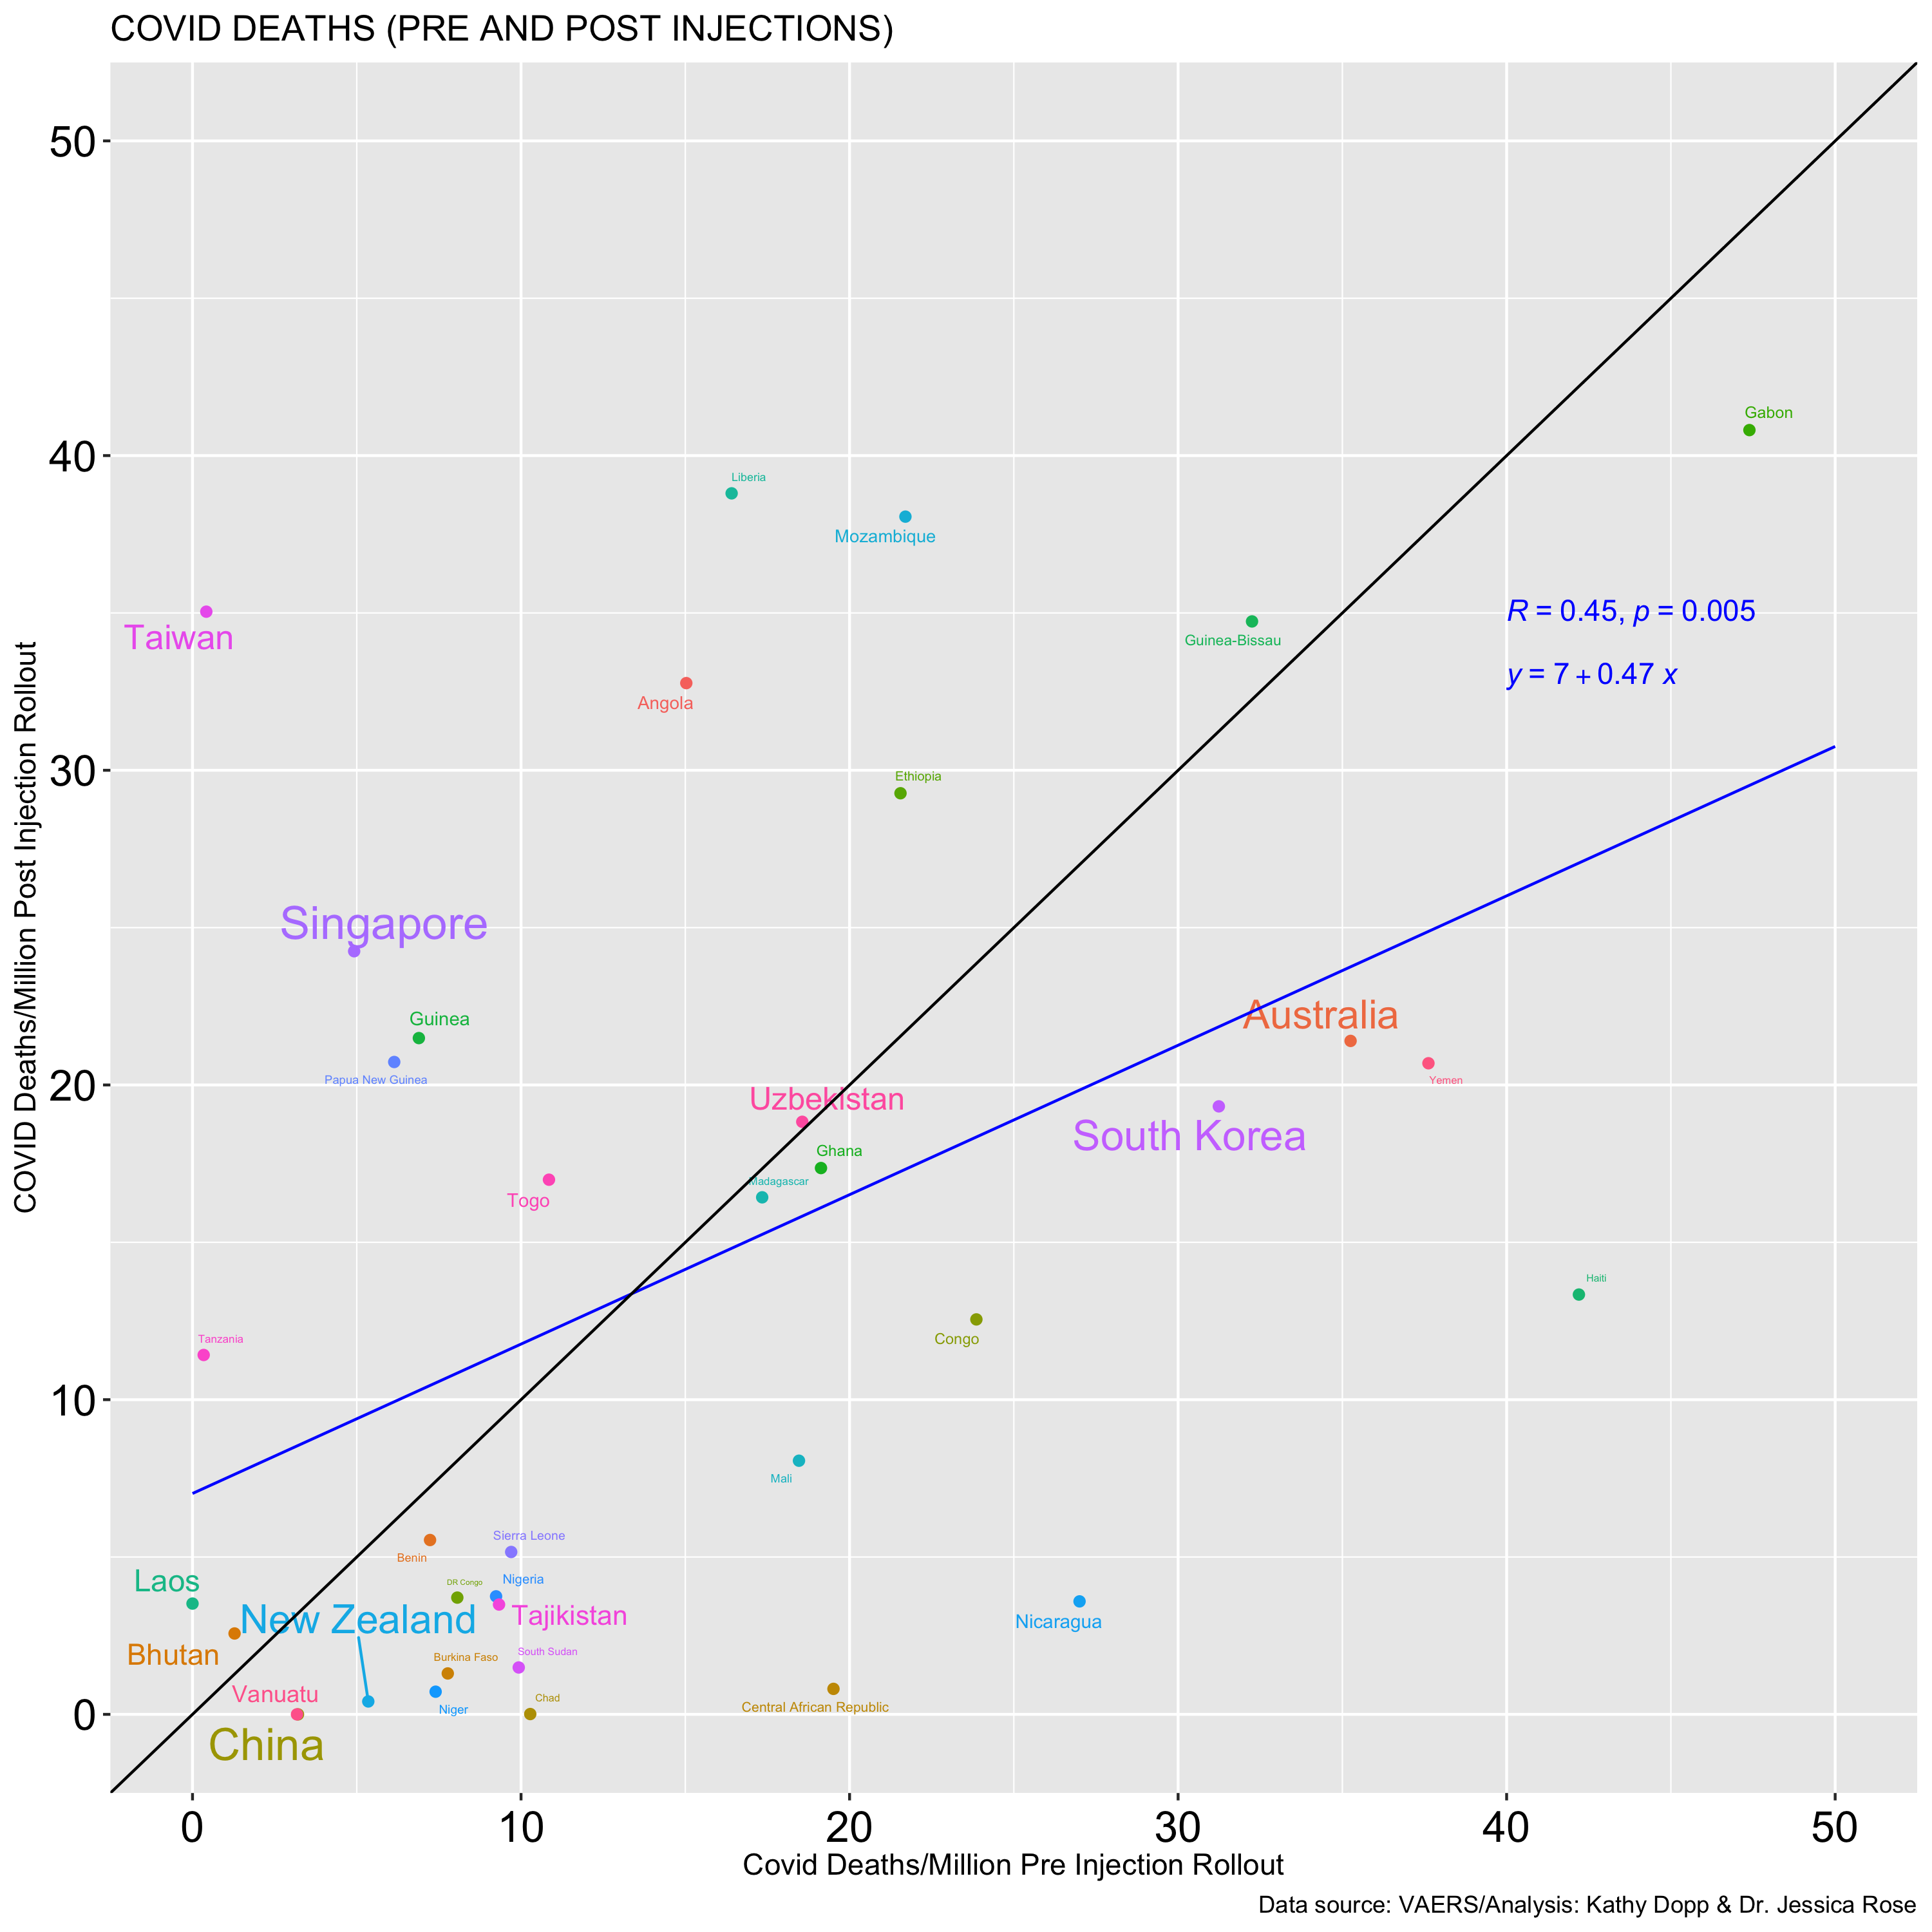 COVID DEATHS (PRE AND POST INJECTIONS)
50
Gabon
40
Liberia
Mozambique
R = 0.45, p = 0.005
Taiwan
Guinea-Bissau
y = 7 + 0.47 x
Angola
COVID Deaths/Million Post Injection Rollout
30
Ethiopia
Singapore
Guinea
Australia
Papua New Guinea
20
Yemen
Uzbekistan
South Korea
Ghana
Madagascar
Togo
Haiti
Tanzania
Congo
10
Mali
Sierra Leone
Benin
Laos
DR Congo
Nigeria
New Zealand
Tajikistan
Nicaragua
Bhutan
Burkina Faso
South Sudan
Vanuatu
0
Niger
Chad
Central African Republic
China
0 10 20 30 40 50
Covid Deaths/Million Pre Injection Rollout
Data source: VAERS/Analysis: Kathy Dopp & Dr. Jessica Rose